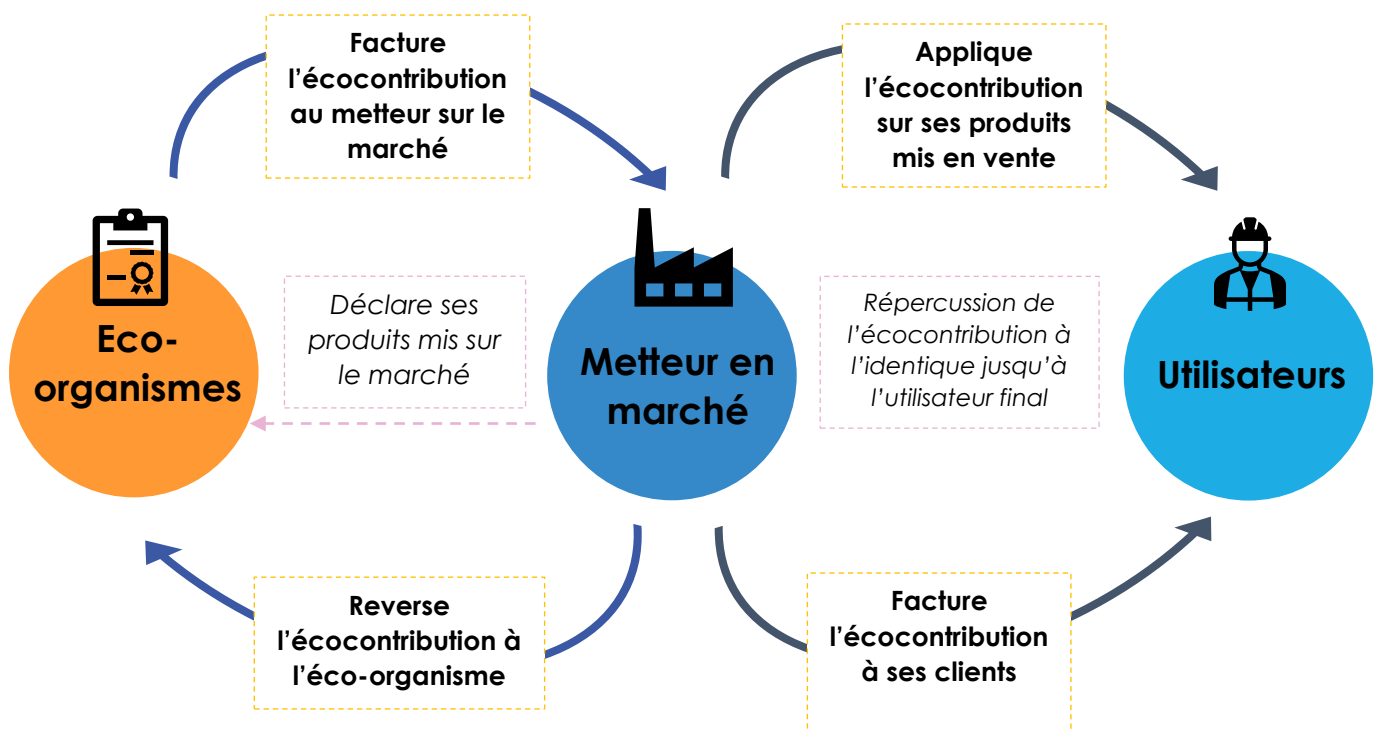 Facture
l’écocontribution
au metteur sur le
marché
Applique
l’écocontribution
sur ses produits
mis en vente
Eco-
organismes
Déclare ses
produits mis sur
le marché
Metteur en
marché
Répercussion de
l’écocontribution à
l’identique jusqu’à
l’utilisateur final
Utilisateurs
Reverse
l’écocontribution à
l’éco-organisme
Facture
l’écocontribution
à ses clients